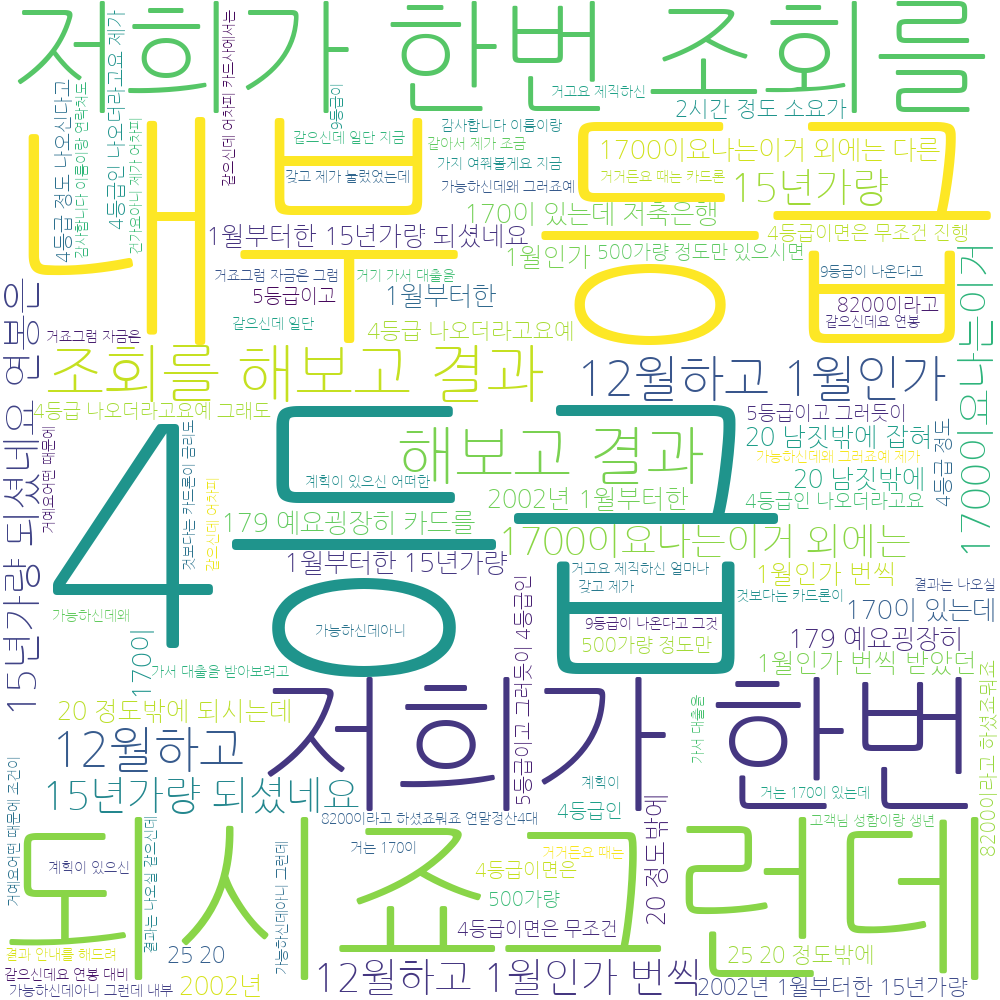 저희가 한번 조회를
4등급 정도 나오신다고
감사합니다 이름이랑 연락처도
4등급인 나오더라고요 제가
건가요아니 제가 어차피
같으신데 어차피 카드사에서는
9등급이
거고요 제직하신
2시간 정도 소요가
내부등급
같으신데 일단 지금
갖고 제가 눌렀었는데
감사합니다 이름이랑
같아서 제가 조금
가지 여쭤볼게요 지금
가능하신데왜 그러죠예
1700이요나는이거 외에는 다른
거거든요 때는 카드론
15년가량
170이 있는데 저축은행
1월부터한 15년가량 되셨네요
1월인가
500가량 정도만 있으시면
4등급이면은 무조건 진행
거죠그럼 자금은 그럼
거기 가서 대출을
5등급이고
1월부터한
9등급이 나온다고
8200이라고
같으신데요 연봉
같으신데 일단
4등급 나오더라고요예
거죠그럼 자금은
15년가량 되셨네요 연봉은
1700이요나는이거
조회를 해보고 결과
12월하고 1월인가
4등급 나오더라고요예 그래도
4등급
거예요어떤 때문에
것보다는 카드론이 금리도
같으신데 어차피
해보고 결과
계획이 있으신 어떠한
2002년 1월부터한
5등급이고 그러듯이
20 남짓밖에 잡혀
가능하신데왜 그러죠예 제가
20 남짓밖에
4등급인 나오더라고요
4등급 정도
179 예요굉장히 카드를
1700이요나는이거 외에는
1월부터한 15년가량
거고요 제직하신 얼마나
갖고 제가
1월인가 번씩
것보다는 카드론이
결과는 나오실
170이 있는데
가능하신데왜
가능하신데아니
9등급이 나온다고 그것
500가량 정도만
179 예요굉장히
1월인가 번씩 받았던
170이
가서 대출을 받아보려고
저희가 한번
5등급이고 그러듯이 4등급인
가서 대출을
8200이라고 하셨죠뭐죠
20 정도밖에 되시는데
12월하고
15년가량 되셨네요
계획이
거는 170이 있는데
4등급인
8200이라고 하셨죠뭐죠 연말정산4대
고객님 성함이랑 생년
거예요어떤 때문에 조건이
되시죠그런데
계획이 있으신
결과는 나오실 같으신데
가능하신데아니 그런데
거는 170이
거거든요 때는
4등급이면은
500가량
20 정도밖에
4등급이면은 무조건
결과 안내를 해드려
25 20
25 20 정도밖에
같으신데요 연봉 대비
가능하신데아니 그런데 내부
2002년
12월하고 1월인가 번씩
2002년 1월부터한 15년가량